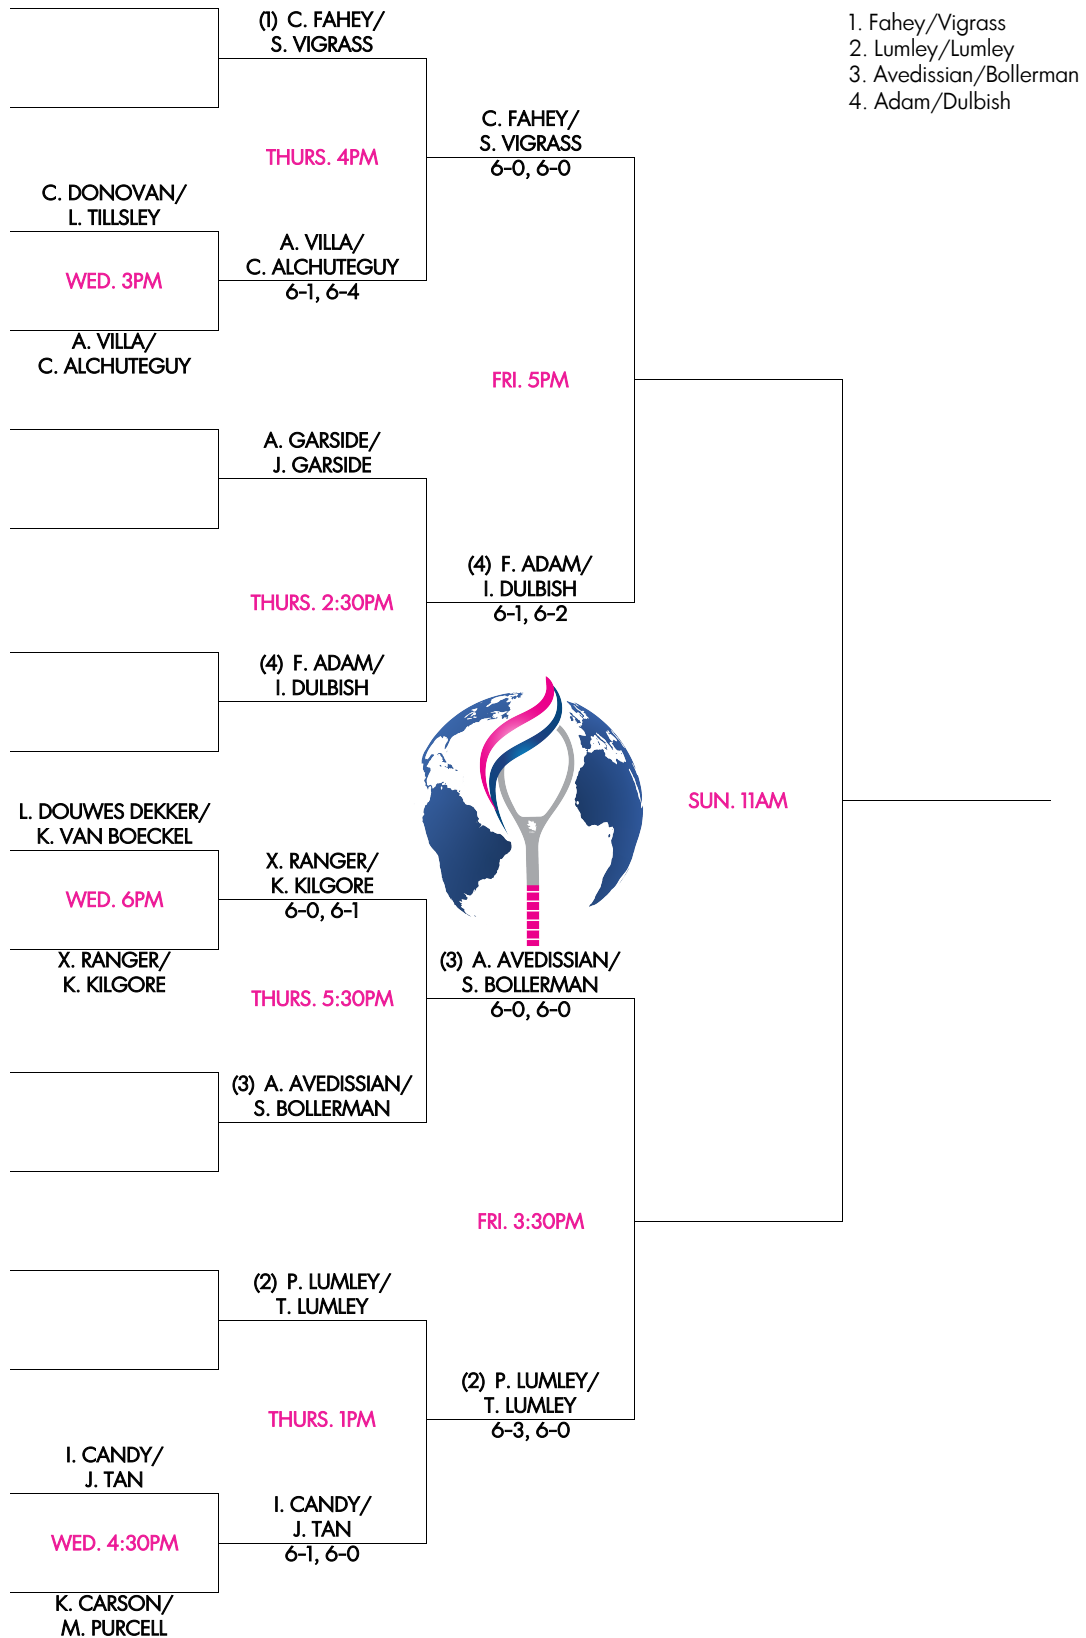 (1) C. FAHEY/
S. VIGRASS
1. Fahey/Vigrass
2. Lumley/Lumley
3. Avedissian/Bollerman
4. Adam/Dulbish
C. FAHEY/
S. VIGRASS
6-0, 6-0
THURS. 4PM
C. DONOVAN/
L. TILLSLEY
WED. 3PM
A. VILLA/
C. ALCHUTEGUY
6-1, 6-4
A. VILLA/
C. ALCHUTEGUY
FRI. 5PM
A. GARSIDE/
J. GARSIDE
(4) F. ADAM/
I. DULBISH
6-1, 6-2
THURS. 2:30PM
(4) F. ADAM/
I. DULBISH
SUN. 11AM
L. DOUWES DEKKER/
K. VAN BOECKEL
WED. 6PM
X. RANGER/
K. KILGORE
6-0, 6-1
X. RANGER/
K. KILGORE
(3) A. AVEDISSIAN/
S. BOLLERMAN
6-0, 6-0
THURS. 5:30PM
(3) A. AVEDISSIAN/
S. BOLLERMAN
FRI. 3:30PM
(2) P. LUMLEY/
T. LUMLEY
(2) P. LUMLEY/
T. LUMLEY
6-3, 6-0
THURS. 1PM
I. CANDY/
J. TAN
WED. 4:30PM
I. CANDY/
J. TAN
6-1, 6-0
K. CARSON/
M. PURCELL